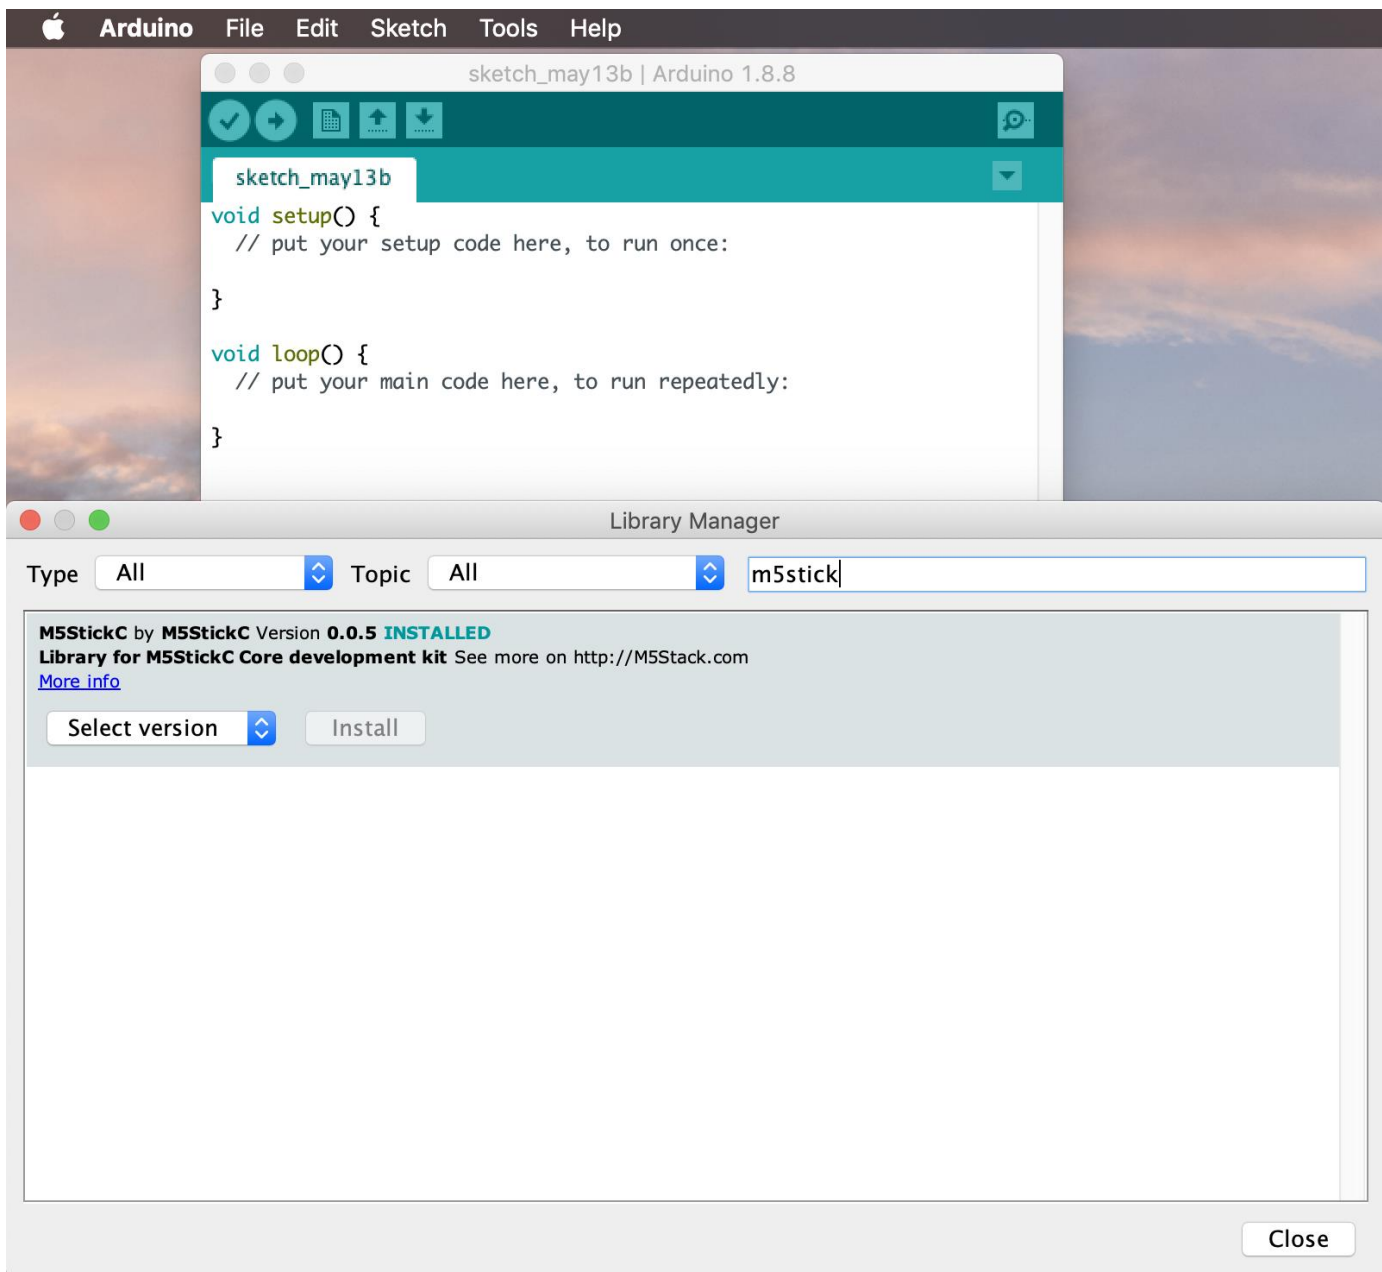 Arduino File Edit Sketch Tools Help
sketch_may13b | Arduino 1.8.8
sketch_may13b
void setup() {
// put your setup code here, to run once:
}
void loop() {
// put your main code here, to run repeatedly:
}
Library Manager
Type All Topic All m5stick
M5StickC by M5StickC Version 0.0.5 INSTALLED
Library for M5StickC Core development kit See more on http://M5Stack.com
More info
Select version Install
Close